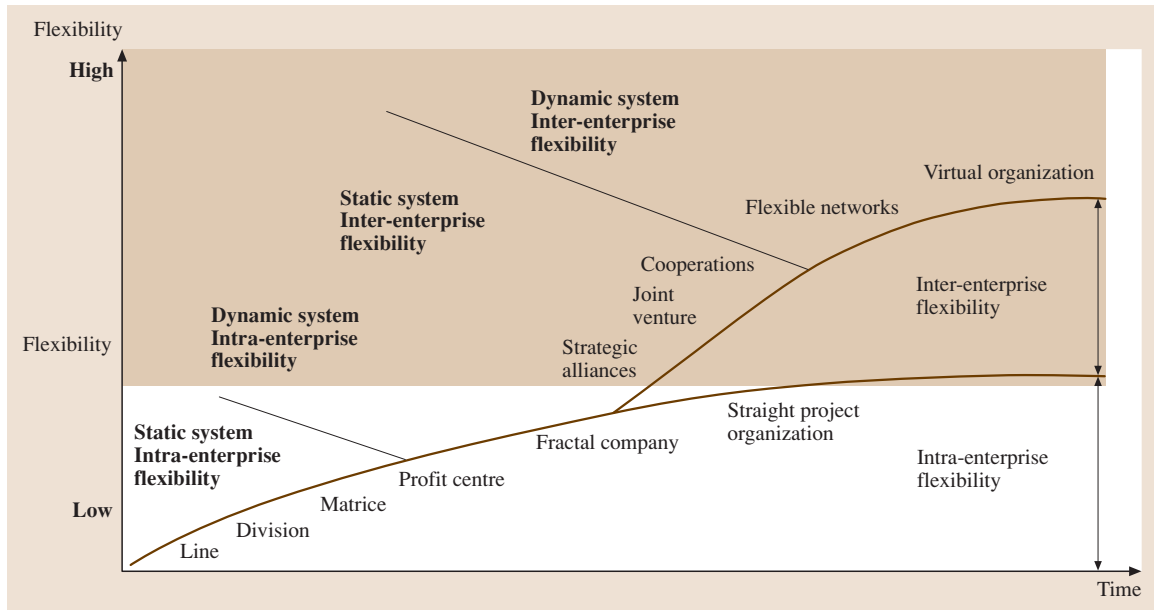 Flexibility
High
Dynamic system
Inter-enterprise
flexibility
Virtual organization
Static system
Inter-enterprise
flexibility
Flexible networks
Cooperations
Joint
venture
Inter-enterprise
flexibility
Dynamic system
Intra-enterprise
flexibility
Flexibility
Strategic
alliances
Straight project
organization
Static system
Intra-enterprise
flexibility
Fractal company
Intra-enterprise
flexibility
Profit centre
Matrice
Low
Division
Line
Time